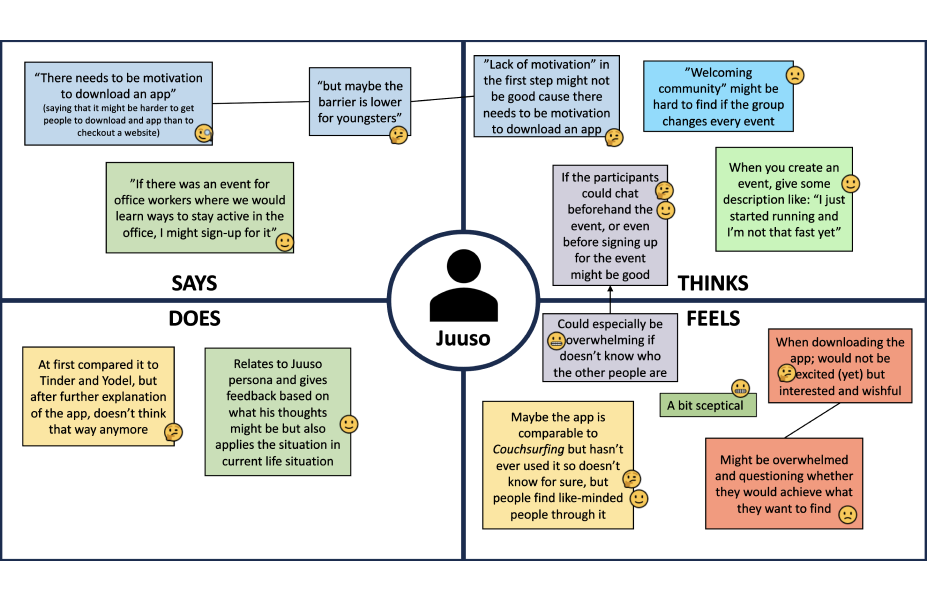 “There needs to be motivation
to download an app”
(saying that it might be harder to get
people to download and app than to
checkout a website)
“but maybe the
barrier is lower
for youngsters”
”If there was an event for
office workers where we would
learn ways to stay active in the
office, I might sign-up for it”
SAYS
”Lack of motivation” in
the first step might not
be good cause there
needs to be motivation
to download an app
”Welcoming
community” might be
hard to find if the group
changes every event
If the participants
could chat
beforehand the
event, or even
before signing up
for the event
might be good
When you create an
event, give some
description like: “I just
started running and
I’m not that fast yet”
THINKS
Juuso
DOES
At first compared it to
Tinder and Yodel, but
after further explanation
of the app, doesn’t think
that way anymore
Relates to Juuso
persona and gives
feedback based on
what his thoughts
might be but also
applies the situation in
current life situation
FEELS
Could especially be
overwhelming if
doesn’t know who
the other people are
When downloading the
app; would not be
excited (yet) but
interested and wishful
A bit sceptical
Maybe the app is
comparable to
Couchsurfing but hasn’t
ever used it so doesn’t
know for sure, but
people find like-minded
people through it
Might be overwhelmed
and questioning whether
they would achieve what
they want to find